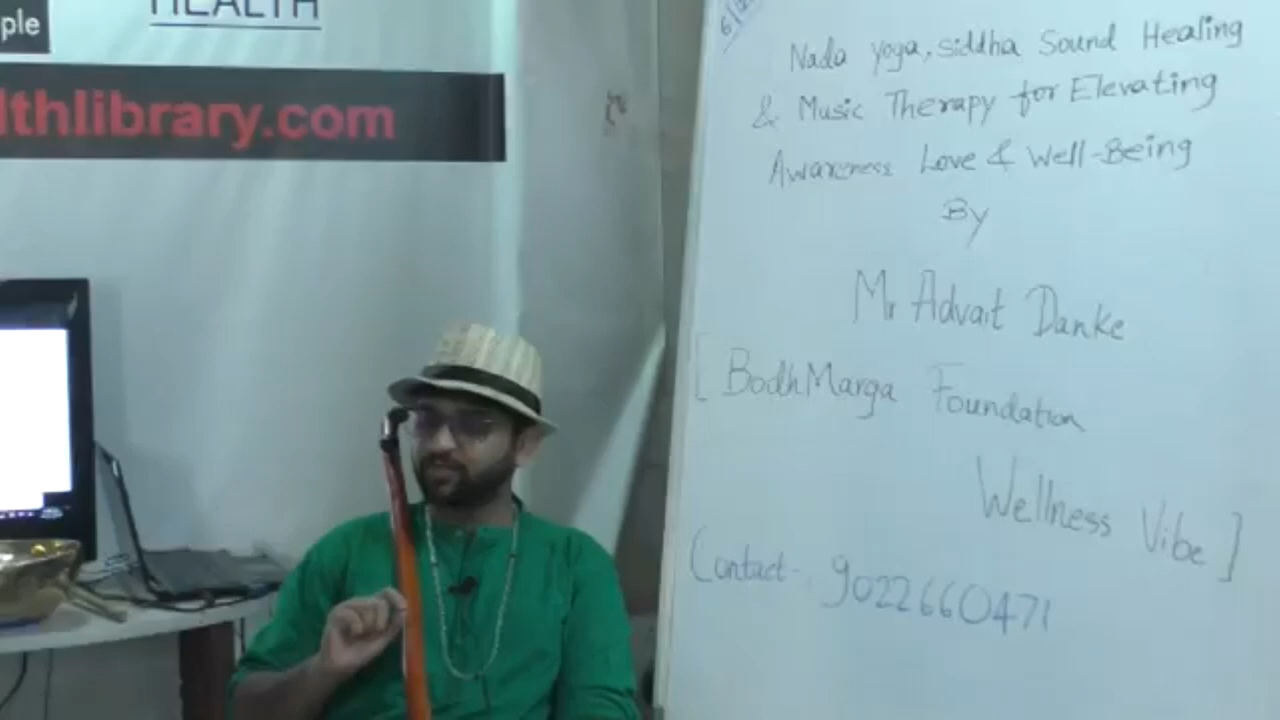 ple
HEALTH
lthlibrary.com
Nada yoga, siddha Sound Healing
& Music Therapy for Elevating
Awareness Love & Well-Being
By
Mr Advait Danke
[BodhMarga Foundation
Wellness Vibe]
Contact- 9022660471